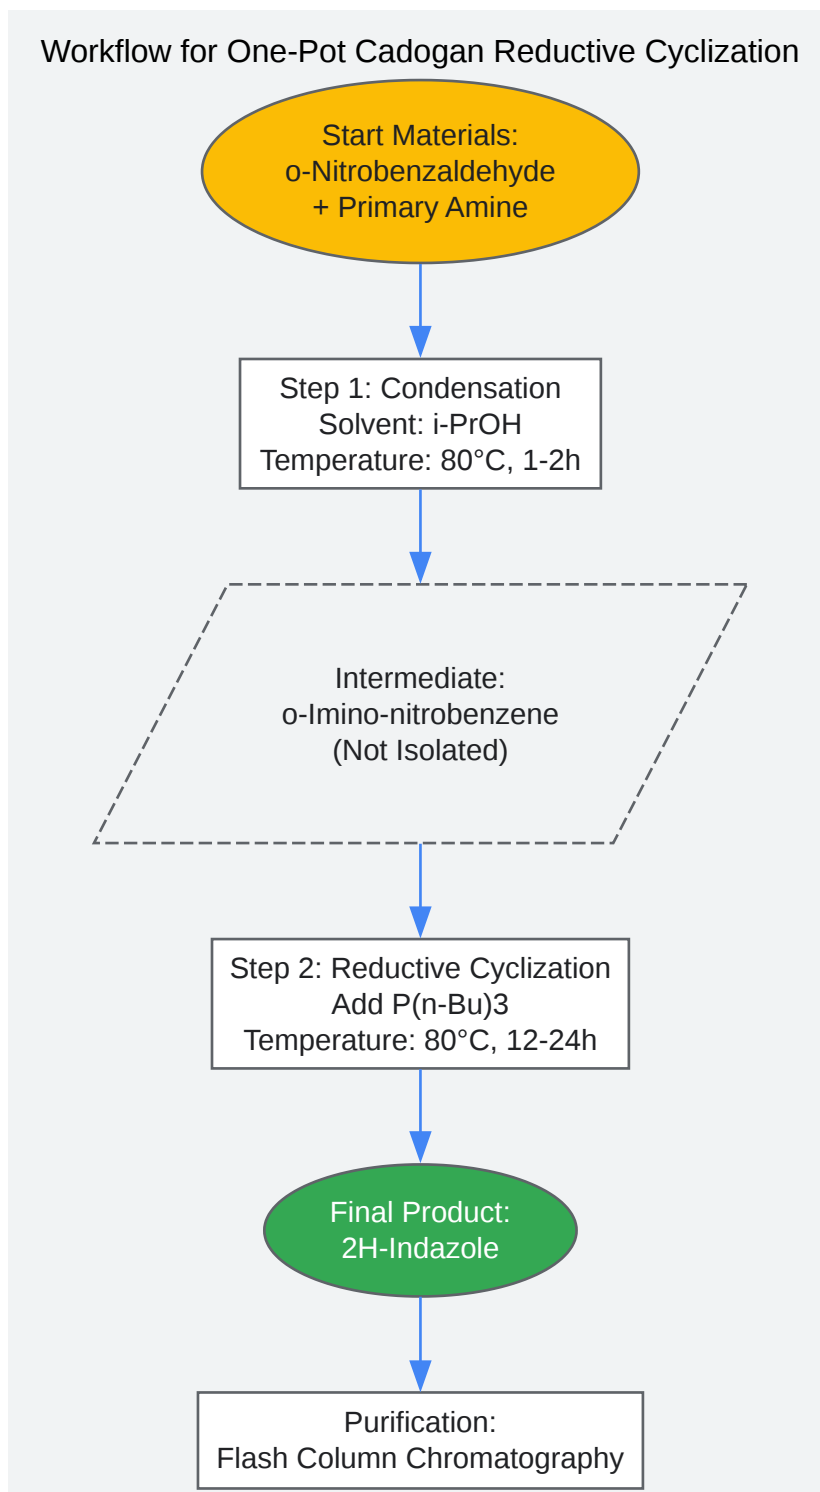 Workflow for One-Pot Cadogan Reductive Cyclization
Start Materials:
o-Nitrobenzaldehyde
+ Primary Amine
Step 1: Condensation
Solvent: i-PrOH
Temperature: 80°C, 1-2h
Intermediate:
o-Imino-nitrobenzene
(Not Isolated)
Step 2: Reductive Cyclization
Add P(n-Bu)3
Temperature: 80°C, 12-24h
Final Product:
2H-Indazole
Purification:
Flash Column Chromatography